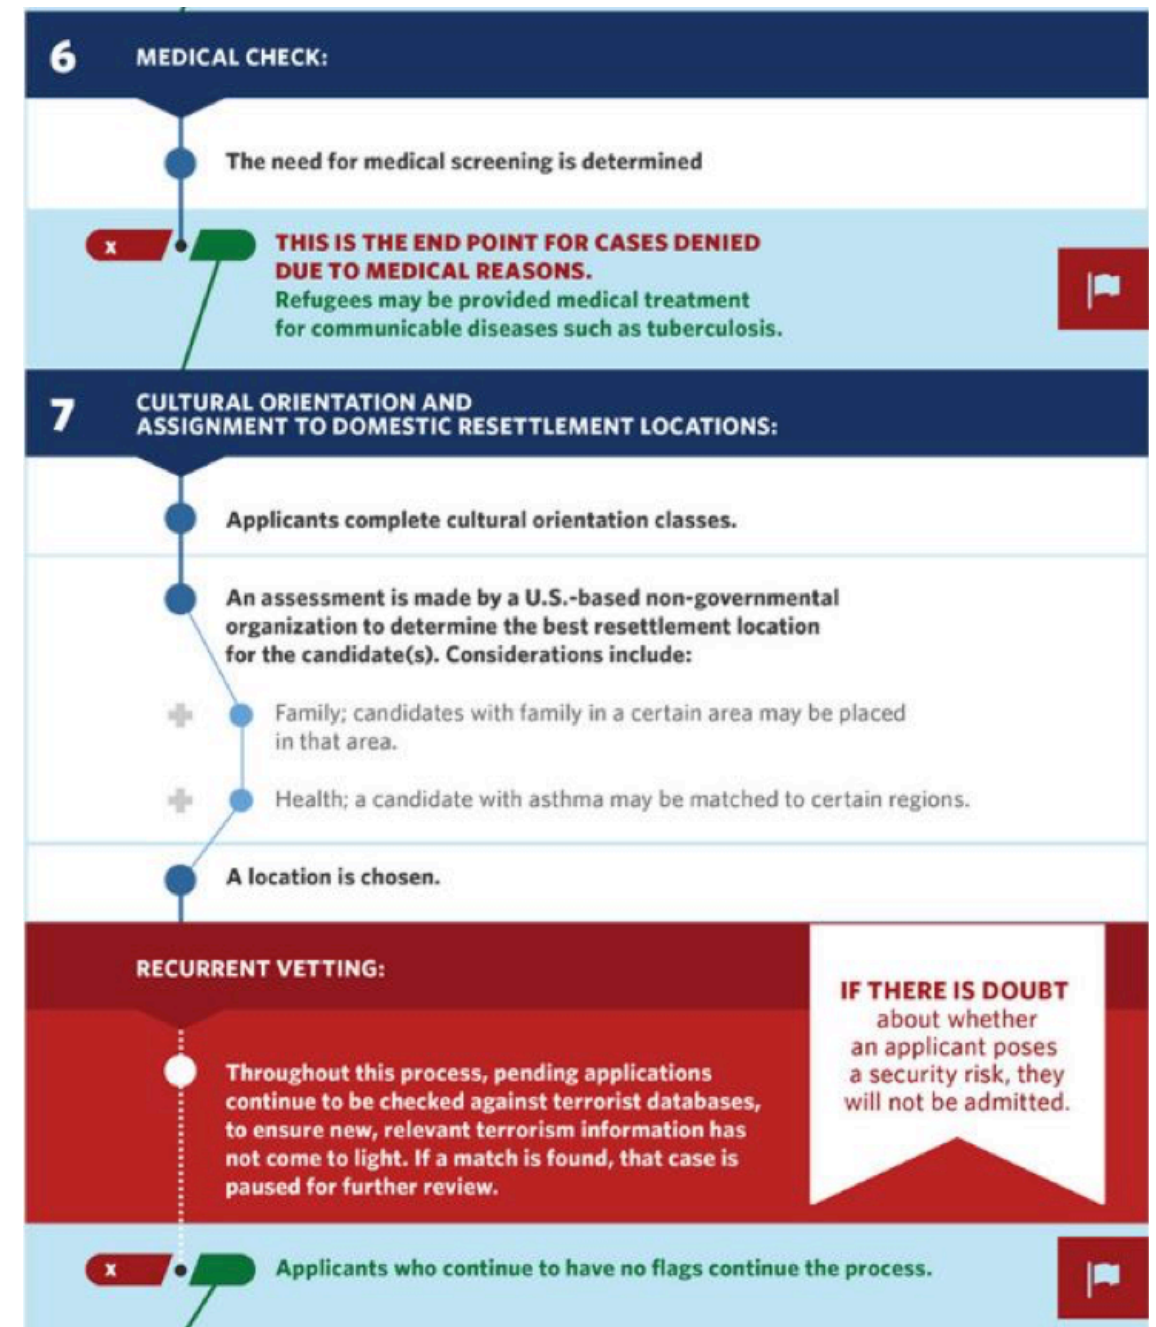 6 MEDICAL CHECK:
The need for medical screening is determined
x
THIS IS THE END POINT FOR CASES DENIED
DUE TO MEDICAL REASONS.
Refugees may be provided medical treatment
for communicable diseases such as tuberculosis.
7 CULTURAL ORIENTATION AND
ASSIGNMENT TO DOMESTIC RESETTLEMENT LOCATIONS:
Applicants complete cultural orientation classes.
An assessment is made by a U.S.-based non-governmental
organization to determine the best resettlement location
for the candidate(s). Considerations include:
Family; candidates with family in a certain area may be placed
in that area.
Health; a candidate with asthma may be matched to certain regions.
A location is chosen.
RECURRENT VETTING:
Throughout this process, pending applications
continue to be checked against terrorist databases,
to ensure new, relevant terrorism information has
not come to light. If a match is found, that case is
paused for further review.
IF THERE IS DOUBT
about whether
an applicant poses
a security risk, they
will not be admitted.
x
Applicants who continue to have no flags continue the process.